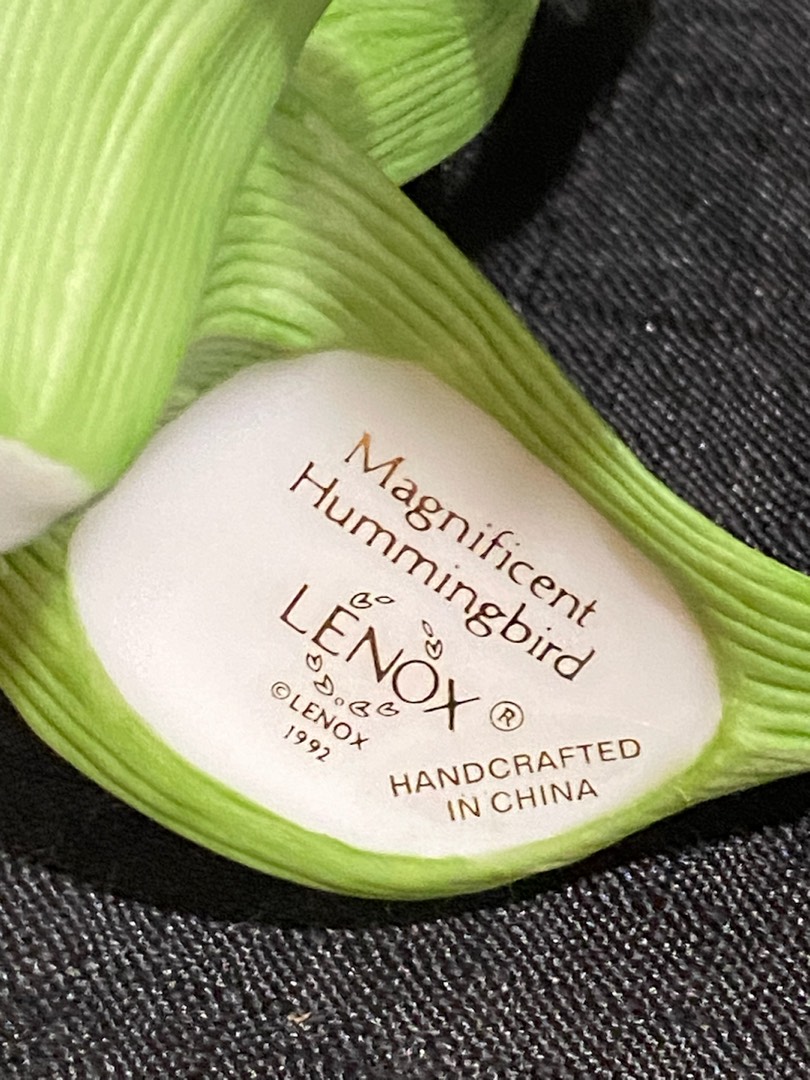 Magnificent
Hummingbird
LENOX ®
©LENOX
1992
HANDCRAFTED
IN CHINA